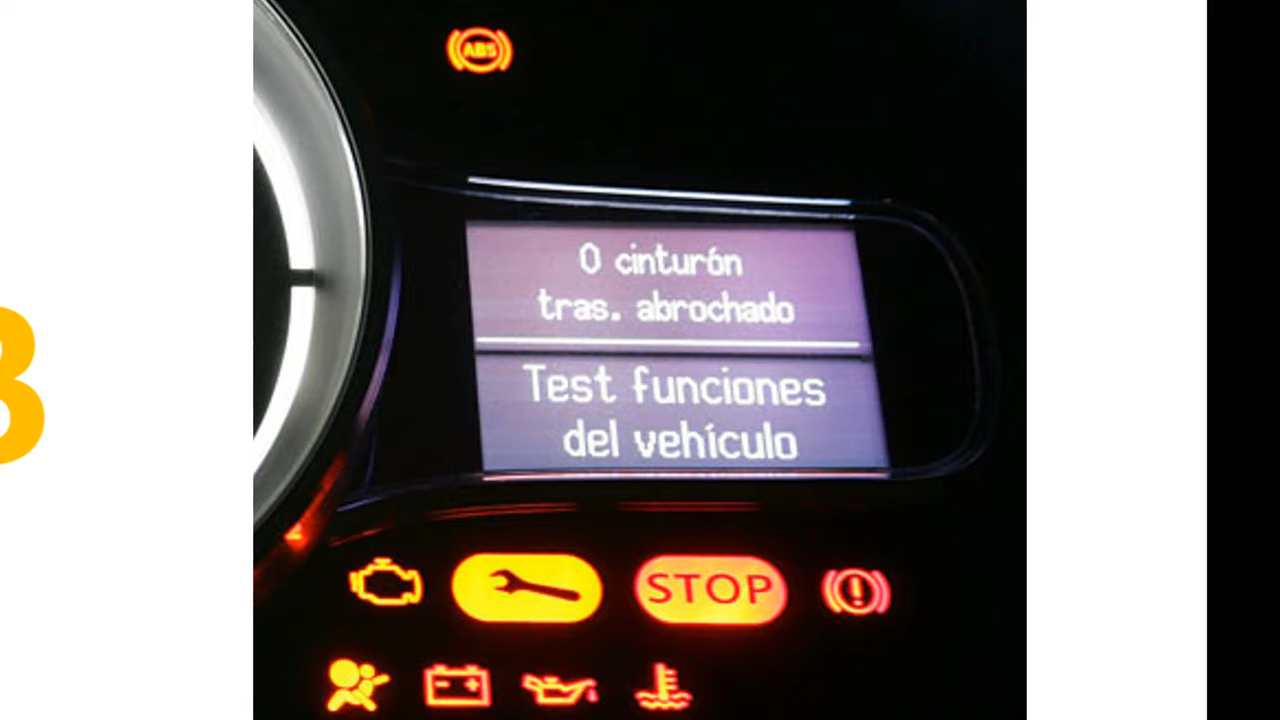 ABS
0 cinturón
tras. abrochado
Test funciones
del vehículo
STOP